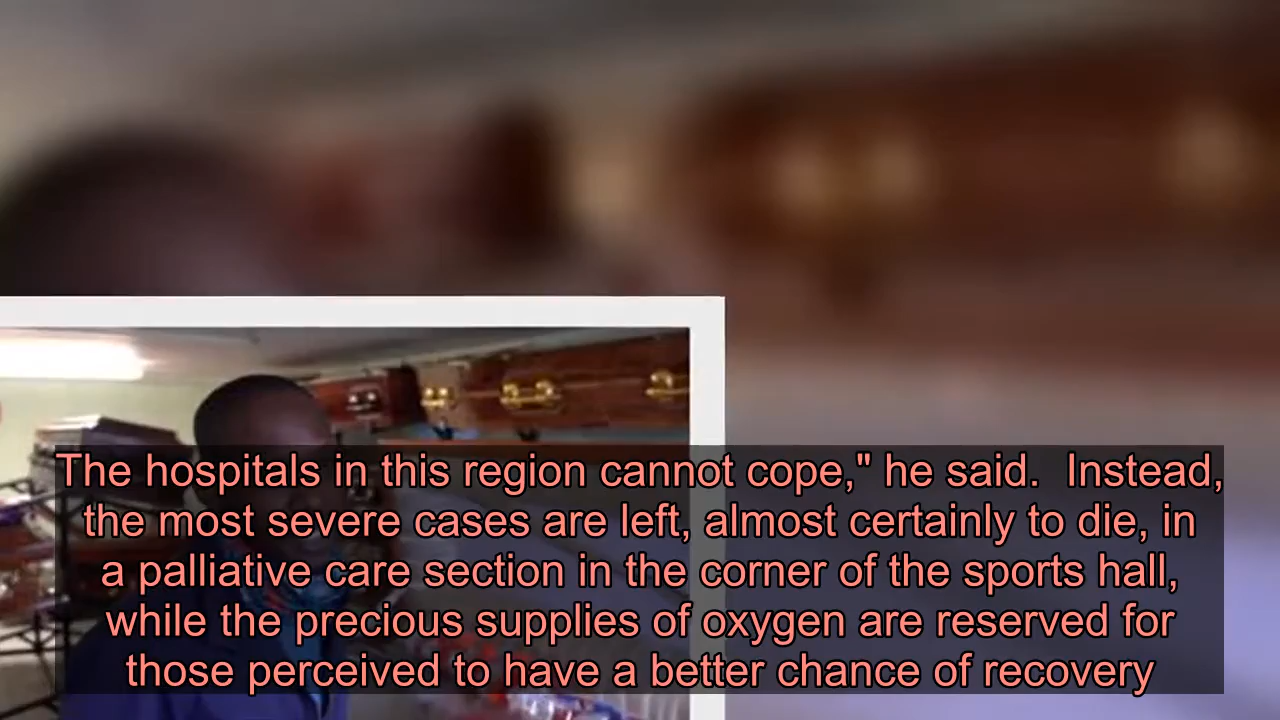 The hospitals in this region cannot cope," he said.  Instead,
the most severe cases are left, almost certainly to die, in
a palliative care section in the corner of the sports hall,
while the precious supplies of oxygen are reserved for
those perceived to have a better chance of recovery